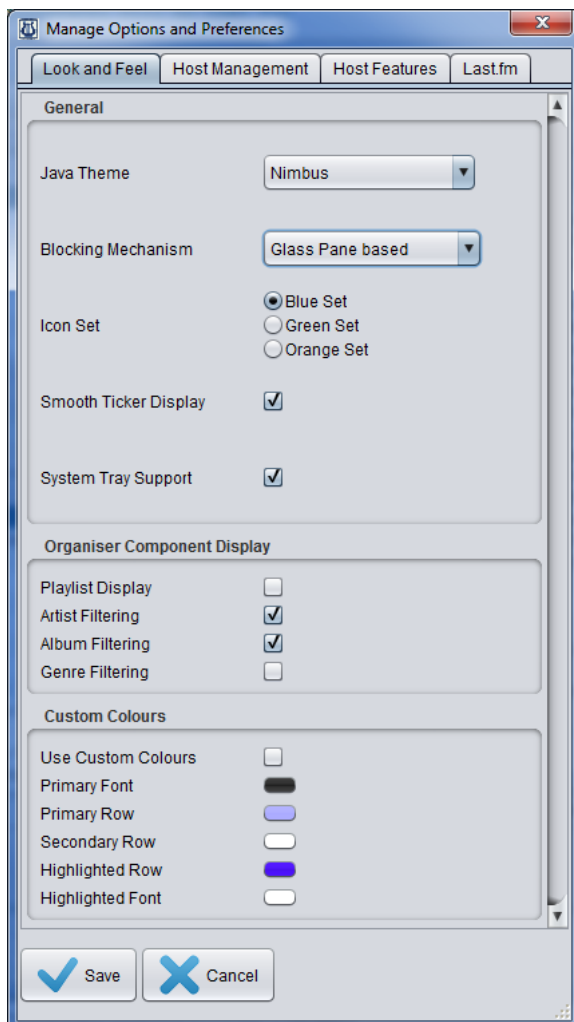 Manage Options and Preferences
Look and Feel Host Management Host Features Last.fm
General
Java Theme Nimbus
Blocking Mechanism Glass Pane based
Icon Set
Blue Set
Green Set
Orange Set
Smooth Ticker Display
System Tray Support
Organiser Component Display
Playlist Display
Artist Filtering
Album Filtering
Genre Filtering
Custom Colours
Use Custom Colours
Primary Font
Primary Row
Secondary Row
Highlighted Row
Highlighted Font
Save Cancel